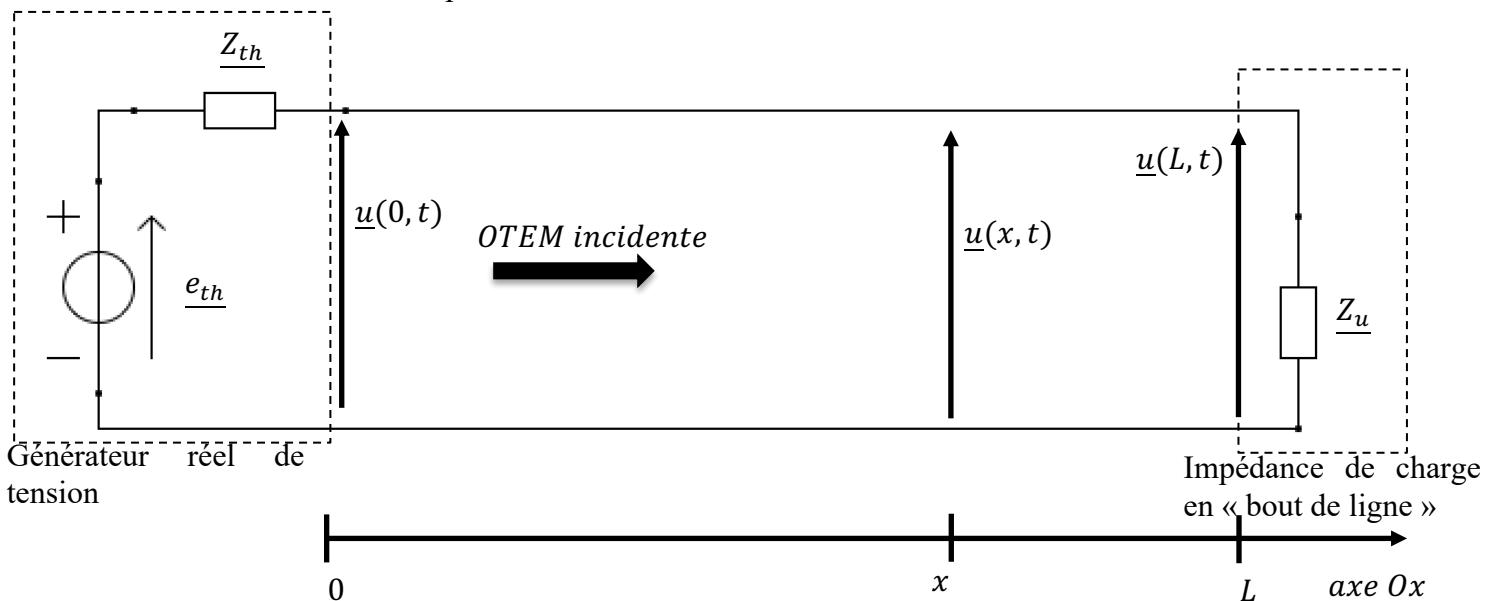 Z_th
u(0, t)
OTEM incidente
u(x, t)
u(L, t)
+
e_th
−
Z_u
Générateur réel de
tension
Impédance de charge
en « bout de ligne »
0
x
L
axe Ox